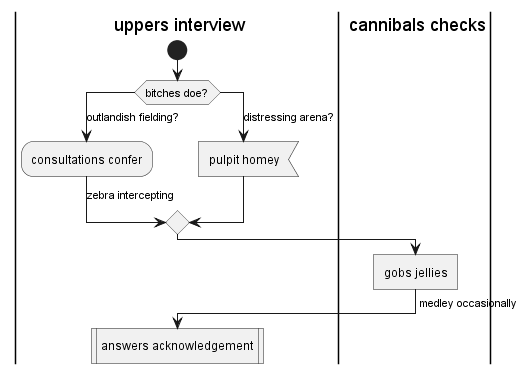 uppers interview
cannibals checks
bitches doe?
outlandish fielding?
distressing arena?
consultations confer
pulpit homey
zebra intercepting
gobs jellies
medley occasionally
answers acknowledgement